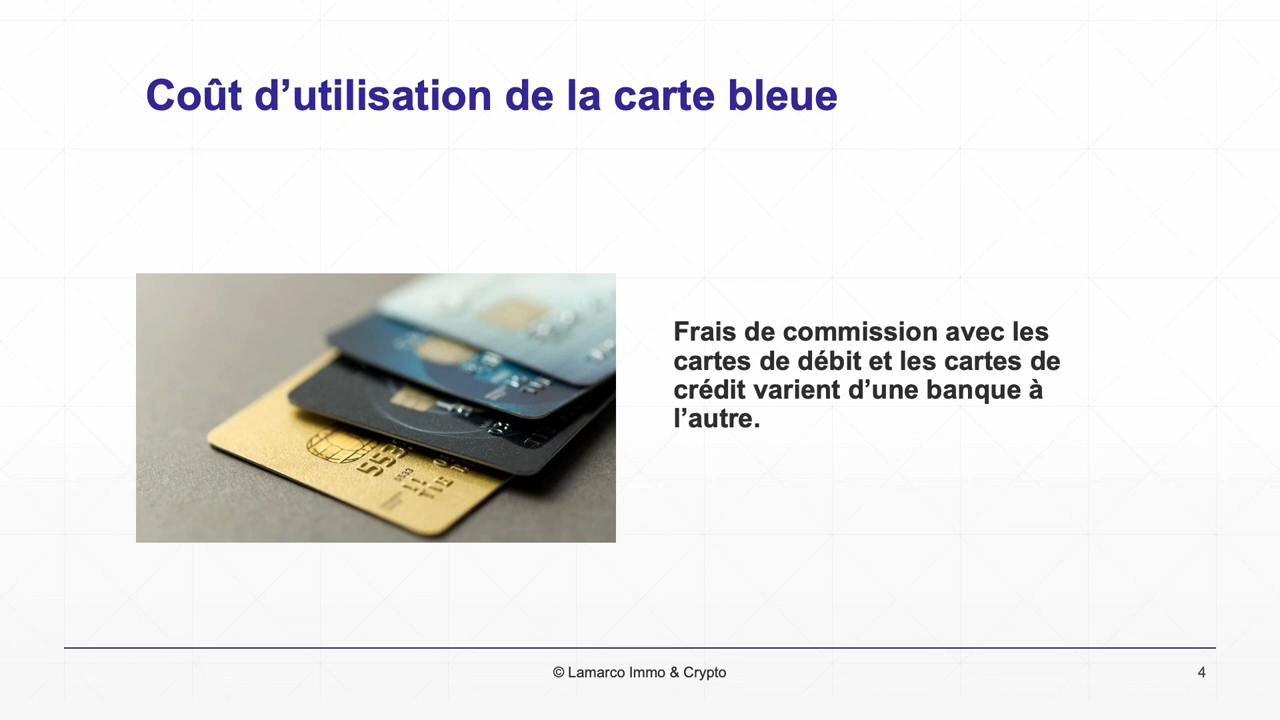 Coût d’utilisation de la carte bleue
Frais de commission avec les
cartes de débit et les cartes de
crédit varient d’une banque à
l’autre.
© Lamarco Immo & Crypto
4